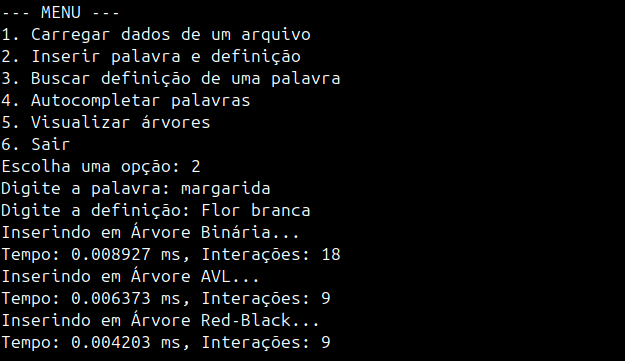 --- MENU ---
1. Carregar dados de um arquivo
2. Inserir palavra e definição
3. Buscar definição de uma palavra
4. Autocompletar palavras
5. Visualizar árvores
6. Sair
Escolha uma opção: 2
Digite a palavra: margarida
Digite a definição: Flor branca
Inserindo em Árvore Binária...
Tempo: 0.008927 ms, Interações: 18
Inserindo em Árvore AVL...
Tempo: 0.006373 ms, Interações: 9
Inserindo em Árvore Red-Black...
Tempo: 0.004203 ms, Interações: 9